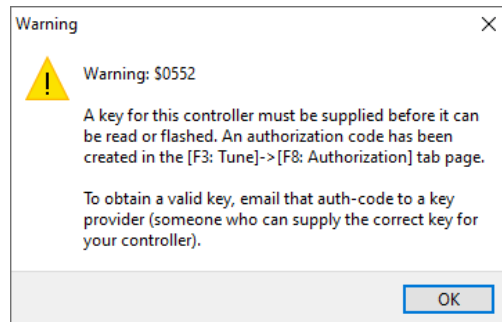 Warning
Warning: $0552
A key for this controller must be supplied before it can
be read or flashed. An authorization code has been
created in the [F3: Tune]->[F8: Authorization] tab page.
To obtain a valid key, email that auth-code to a key
provider (someone who can supply the correct key for
your controller).
OK